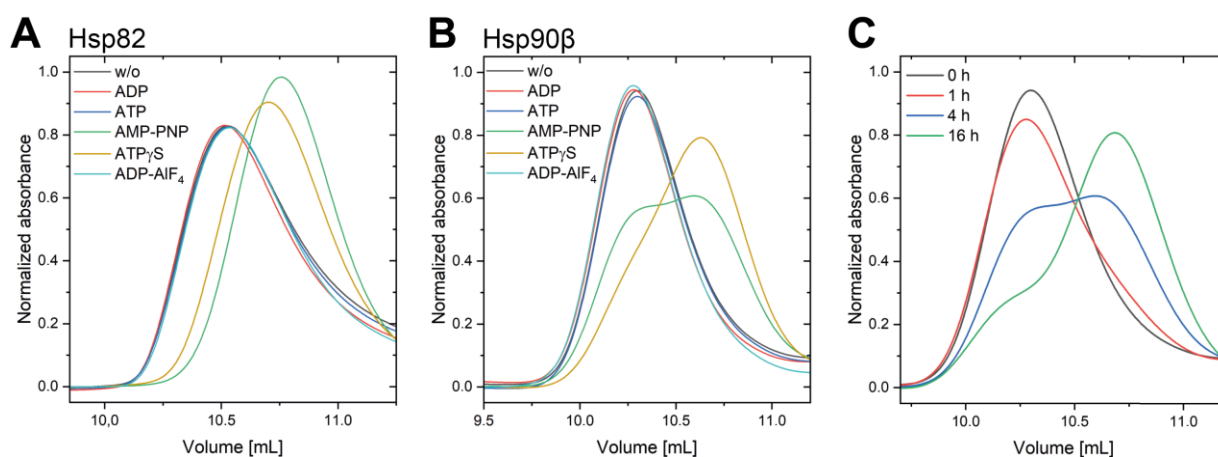 A Hsp82
w/o
ADP
ATP
AMP-PNP
ATPγS
ADP-AlF4
1.0
0.8
0.6
0.4
0.2
0.0
Normalized absorbance
10,0
10.5
11.0
Volume [mL]
B Hsp90β
w/o
ADP
ATP
AMP-PNP
ATPγS
ADP-AlF4
1.0
0.8
0.6
0.4
0.2
0.0
Normalized absorbance
9.5
10.0
10.5
11.0
Volume [mL]
C
0 h
1 h
4 h
16 h
1.0
0.8
0.6
0.4
0.2
0.0
Normalized absorbance
10.0
10.5
11.0
Volume [mL]